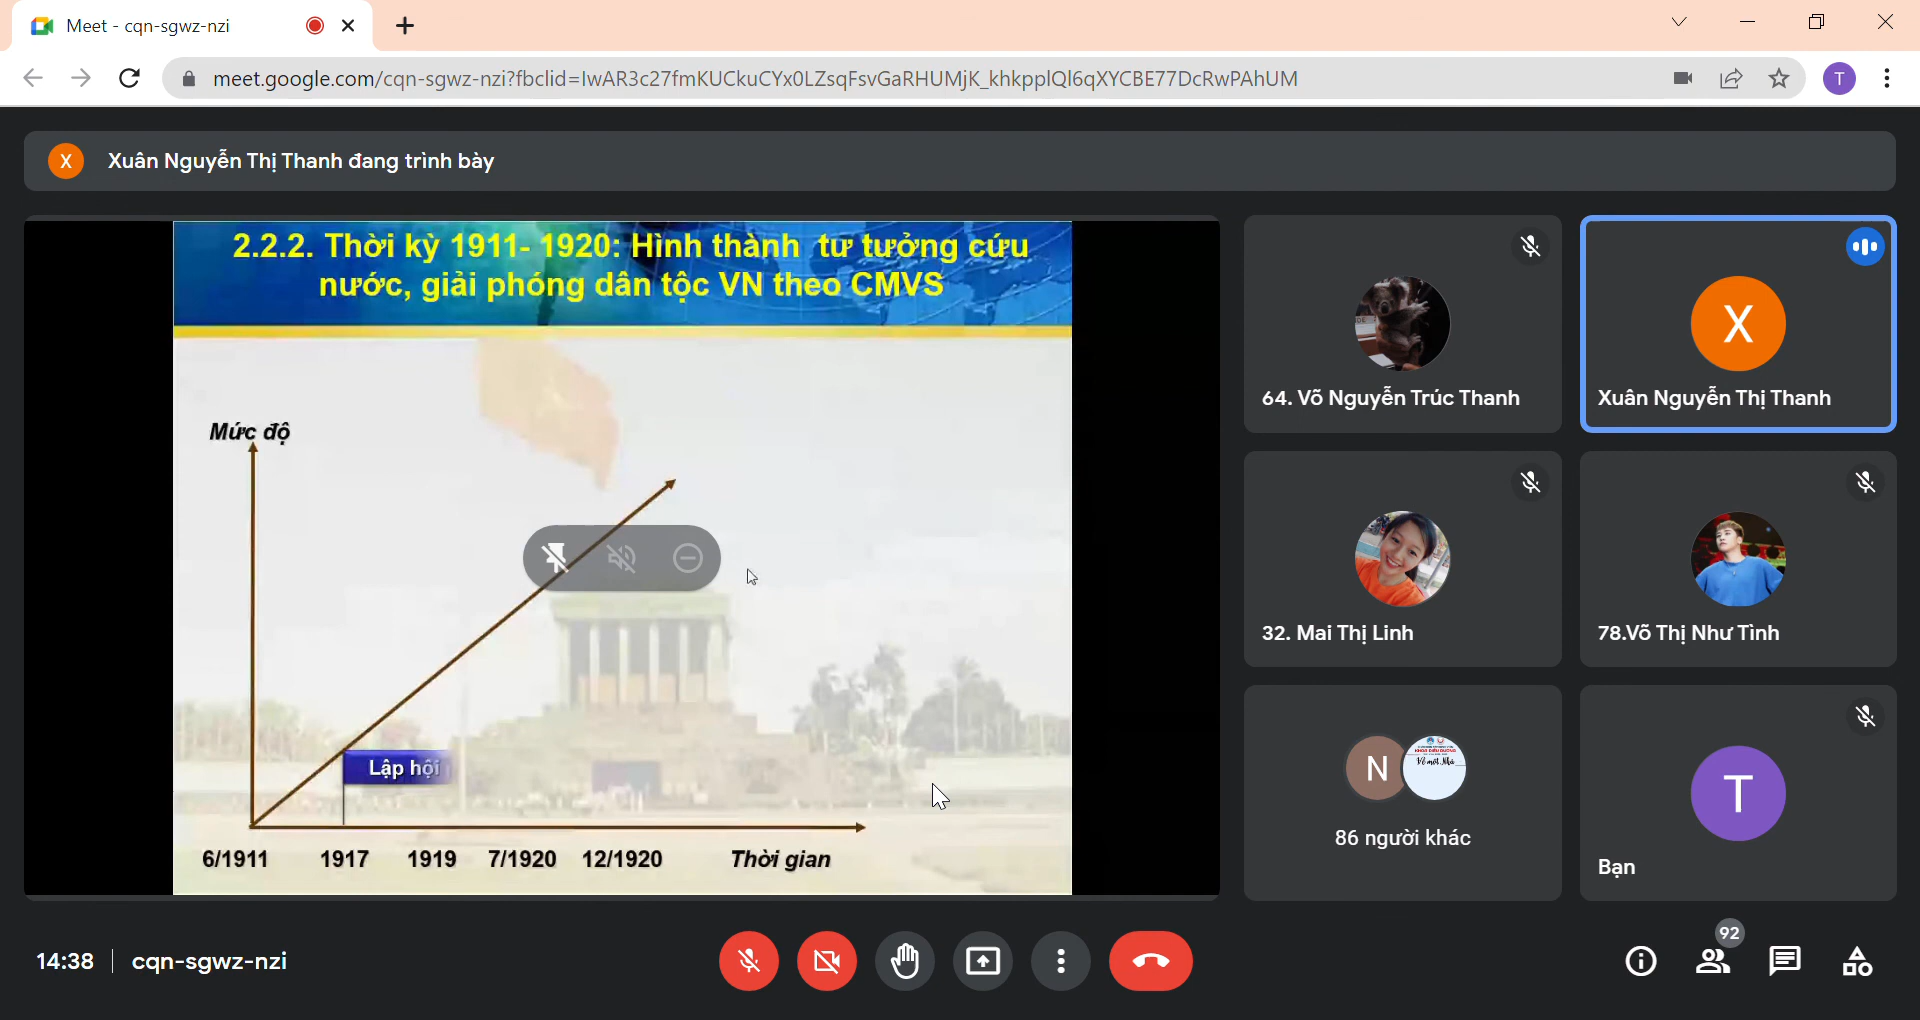 Meet - cqn-sgwz-nzi
meet.google.com/cqn-sgwz-nzi?fbclid=IwAR3c27fmKUCkuCYx0LZsqFsvGaRHUMjK_khkpplQl6qXYCBE77DcRwPAhUM
T
X
Xuân Nguyễn Thị Thanh đang trình bày
2.2.2. Thời kỳ 1911- 1920: Hình thành tư tưởng cứu
nước, giải phóng dân tộc VN theo CMVS
Mức độ
Lập hội
6/1911 1917 1919 7/1920 12/1920 Thời gian
64. Võ Nguyễn Trúc Thanh
X
Xuân Nguyễn Thị Thanh
32. Mai Thị Linh
78.Võ Thị Như Tình
N
Về một Nhà
86 người khác
T
Bạn
14:38
cqn-sgwz-nzi
92